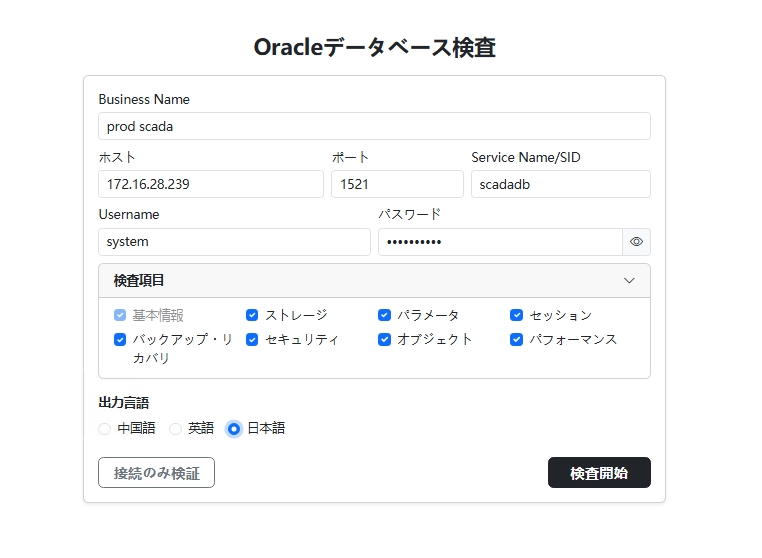 Oracleデータベース検査
Business Name
prod scada
ホスト ポート Service Name/SID
172.16.28.239 1521 scadadb
Username パスワード
system ••••••••••
検査項目
基本情報 ストレージ パラメータ セッション
バックアップ・リ セキュリティ オブジェクト パフォーマンス
カバリ
出力言語
中国語 英語 日本語
接続のみ検証 検査開始